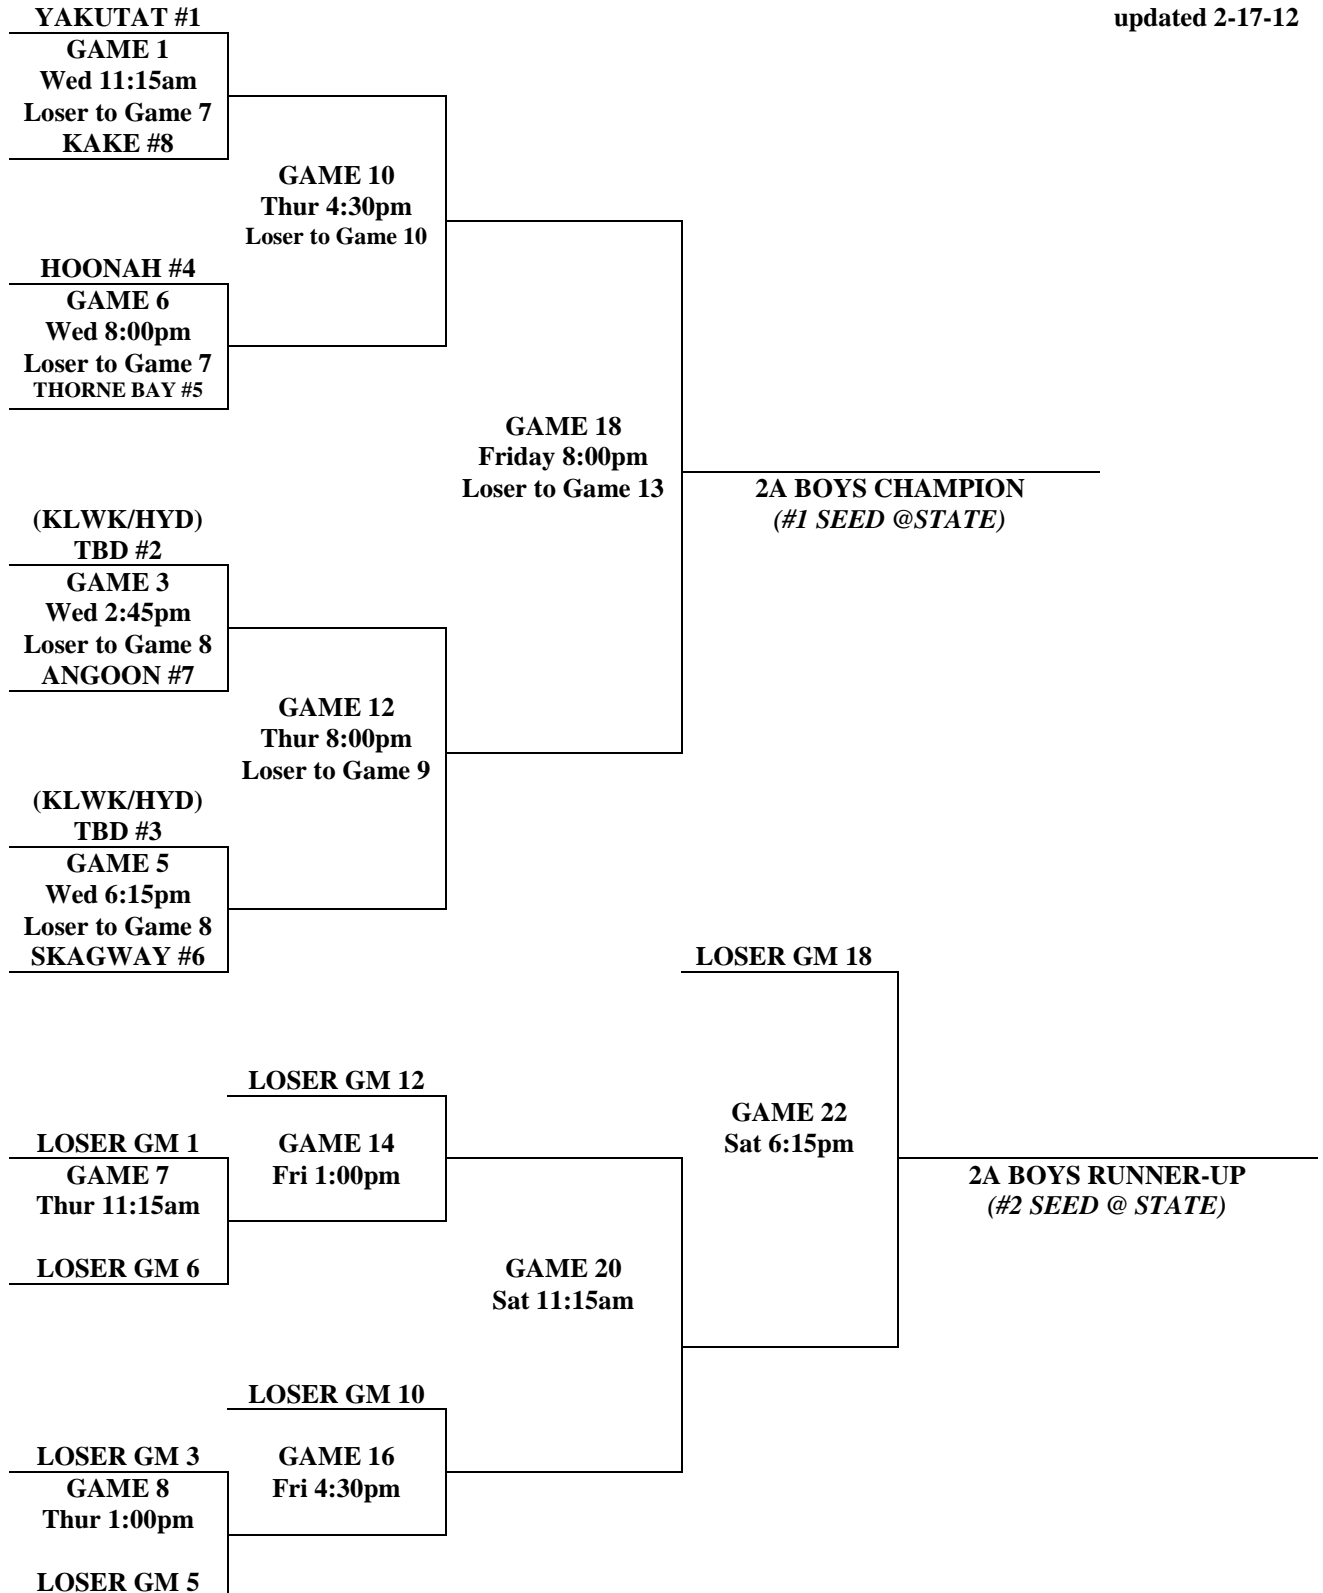 YAKUTAT #1
updated 2-17-12
GAME 1
Wed 11:15am
Loser to Game 7
KAKE #8
GAME 10
Thur 4:30pm
Loser to Game 10
HOONAH #4
GAME 6
Wed 8:00pm
Loser to Game 7
THORNE BAY #5
GAME 18
Friday 8:00pm
Loser to Game 13
2A BOYS CHAMPION
(#1 SEED @STATE)
(KLWK/HYD)
TBD #2
GAME 3
Wed 2:45pm
Loser to Game 8
ANGOON #7
GAME 12
Thur 8:00pm
Loser to Game 9
(KLWK/HYD)
TBD #3
GAME 5
Wed 6:15pm
Loser to Game 8
SKAGWAY #6
LOSER GM 18
LOSER GM 12
GAME 22
Sat 6:15pm
LOSER GM 1
GAME 14
Fri 1:00pm
GAME 7
Thur 11:15am
2A BOYS RUNNER-UP
(#2 SEED @ STATE)
LOSER GM 6
GAME 20
Sat 11:15am
LOSER GM 10
LOSER GM 3
GAME 16
Fri 4:30pm
GAME 8
Thur 1:00pm
LOSER GM 5